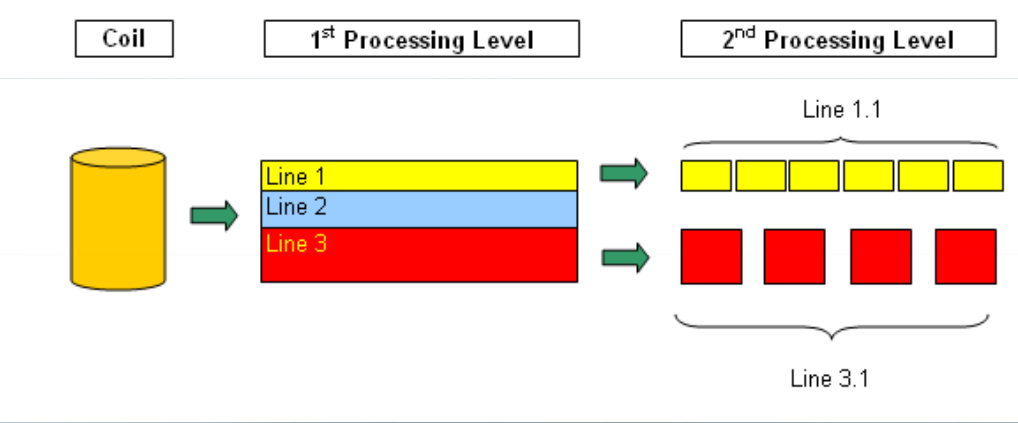 Coil
1st Processing Level
2nd Processing Level
Line 1.1
Line 1
Line 2
Line 3
Line 3.1